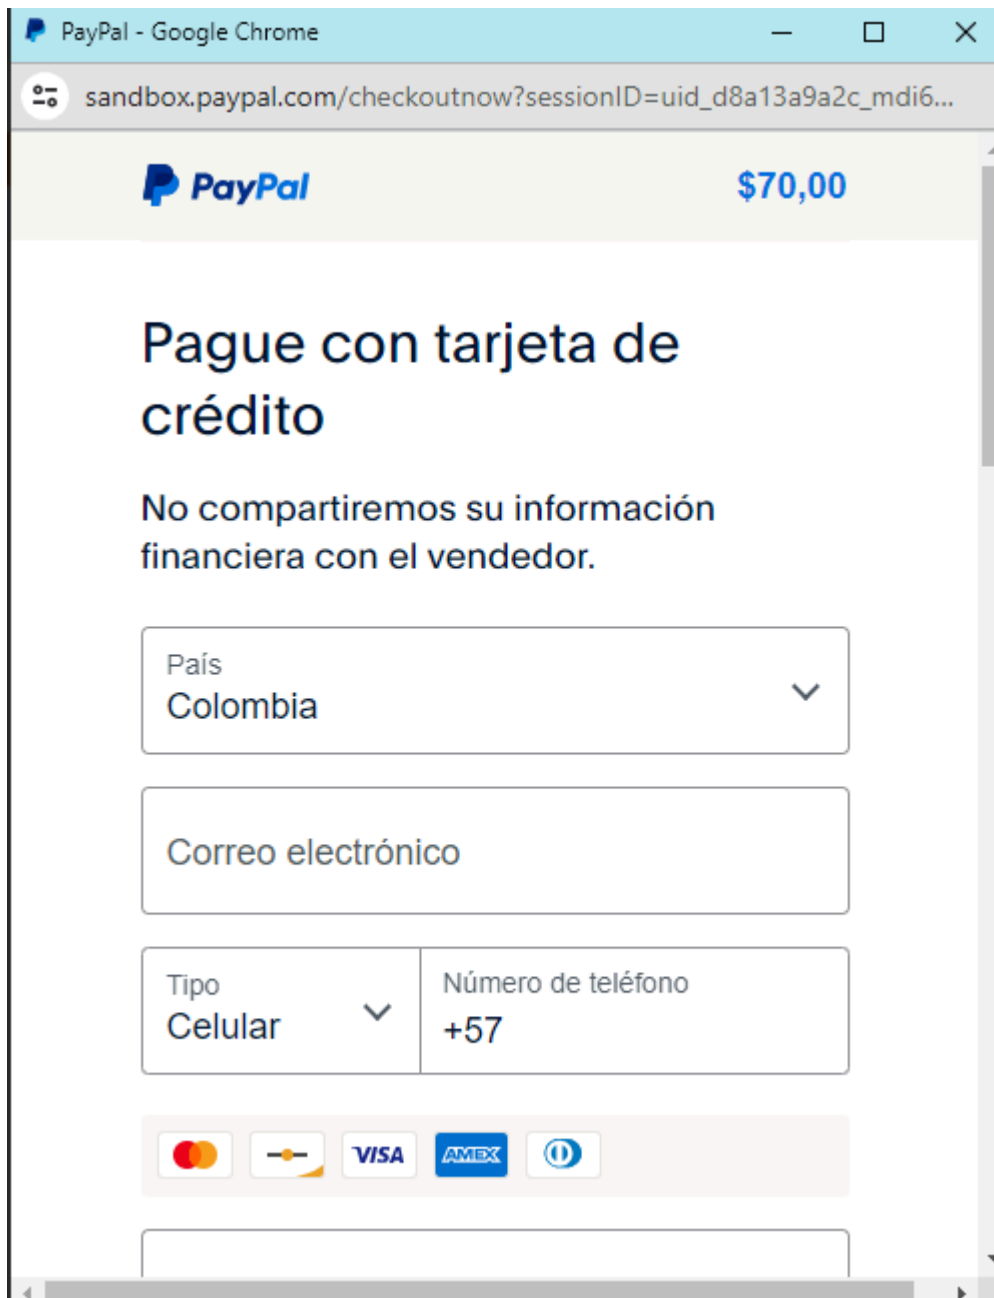 PayPal - Google Chrome
sandbox.paypal.com/checkoutnow?sessionID=uid_d8a13a9a2c_mdi6...
PayPal
$70,00
Pague con tarjeta de
crédito
No compartiremos su información
financiera con el vendedor.
País
Colombia
Correo electrónico
Tipo
Celular
Número de teléfono
+57
VISA
AMEX